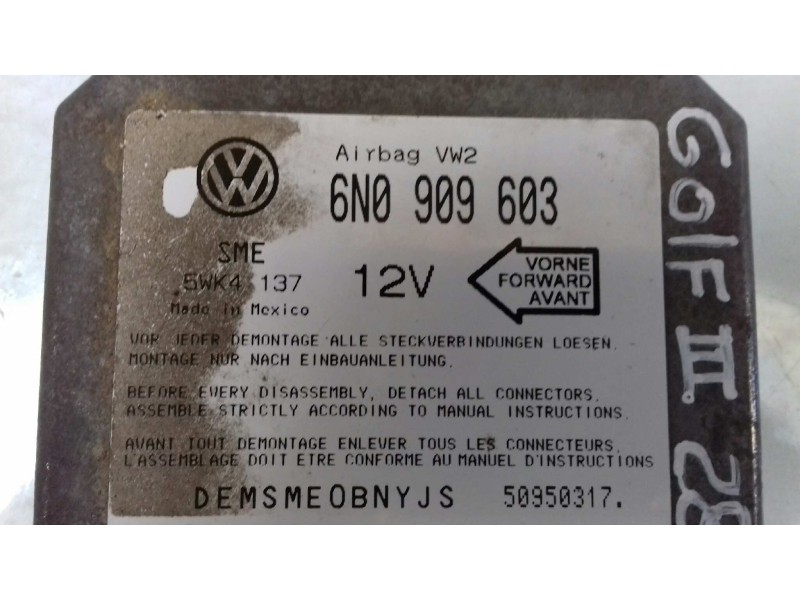 Airbag VW2
6N0 909 603
SME
5WK4 137
Made in Mexico
12V
VORNE
FORWARD
AVANT
VOR JEDER DEMONTAGE ALLE STECKVERBINDUNGEN LOESEN.
MONTAGE NUR NACH EINBAUANLEITUNG.
BEFORE EWERY DISASSEMBLY, DETACH ALL CONNECTORS.
ASSEMBLE STRICTLY ACCORDING TO MANUAL INSTRUCTIONS.
AVANT TOUT DEMONTAGE ENLEVER TOUS LES CONNECTEURS.
L'ASSEMBLAGE DOIT ETRE CONFORME AU MANUEL D'INSTRUCTIONS
DEMSMEOBNYJS 50950317.
GolF III 28